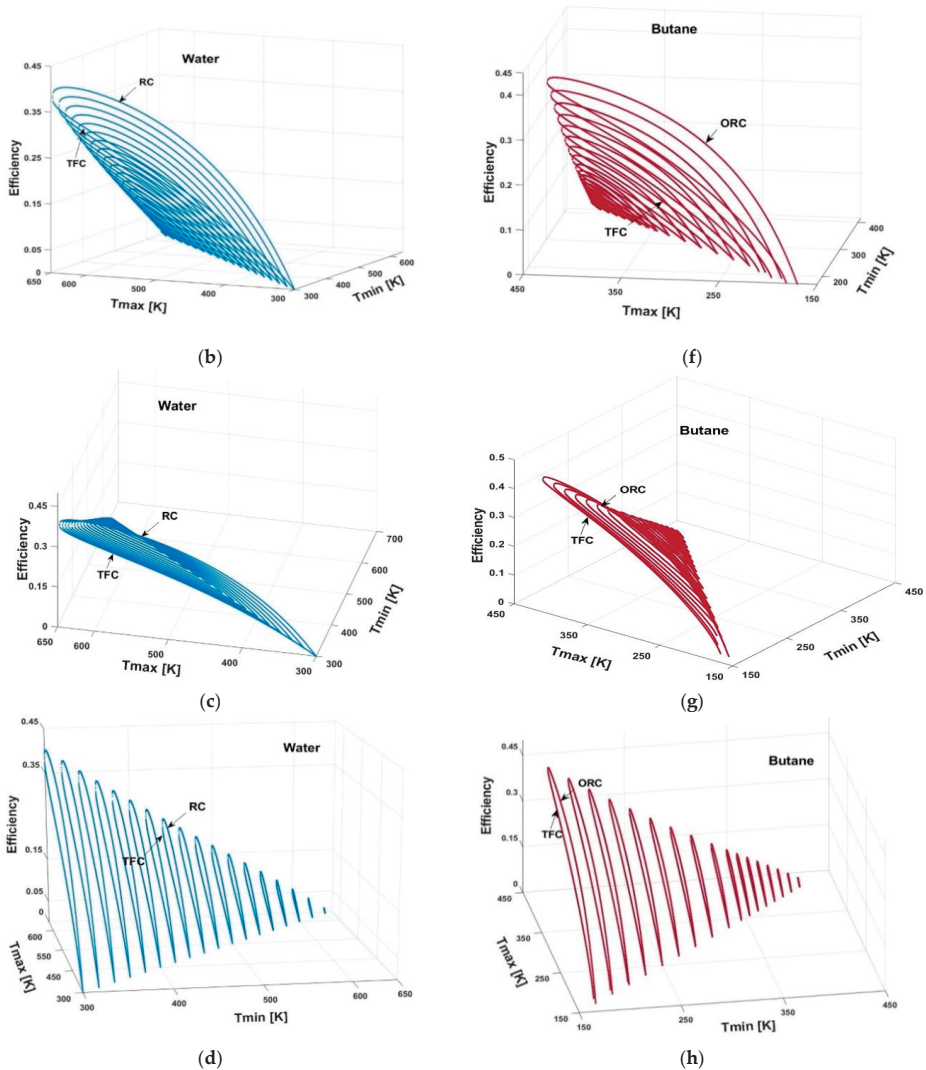 Water
RC
TFC
Efficiency
0.45
0.35
0.25
0.15
0.05
0
650
600
500
400
300
Tmax [K]
300
400
500
600
Tmin [K]
(b)
Butane
ORC
TFC
Efficiency
0.45
0.4
0.3
0.2
0.1
0
450
350
250
150
Tmax [K]
200
300
400
Tmin [K]
(f)
Water
RC
TFC
Efficiency
0.45
0.3
0.15
0
650
600
500
400
300
Tmax [K]
400
500
600
700
Tmin [K]
(c)
Butane
ORC
TFC
Efficiency
0.5
0.4
0.3
0.2
0.1
0
450
350
250
150
Tmax [K]
150
250
350
450
Tmin [K]
(g)
Water
RC
TFC
Efficiency
0.45
0.35
0.15
0.05
0
600
550
450
300
Tmax [K]
300
400
500
600
650
Tmin [K]
(d)
Butane
ORC
TFC
Efficiency
0.45
0.3
0.15
0
450
350
250
150
Tmax [K]
150
250
350
450
Tmin [K]
(h)